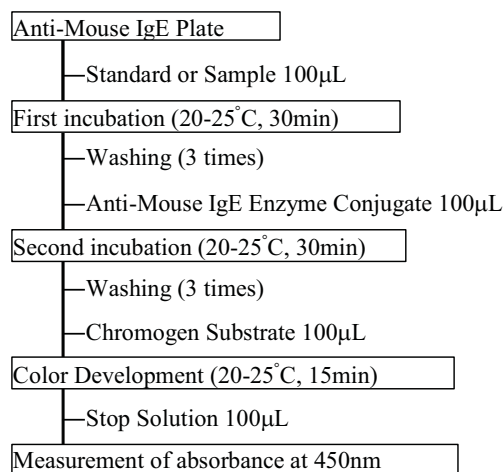 Anti-Mouse IgE Plate
Standard or Sample 100μL
First incubation (20-25°C, 30min)
Washing (3 times)
Anti-Mouse IgE Enzyme Conjugate 100μL
Second incubation (20-25°C, 30min)
Washing (3 times)
Chromogen Substrate 100μL
Color Development (20-25°C, 15min)
Stop Solution 100μL
Measurement of absorbance at 450nm